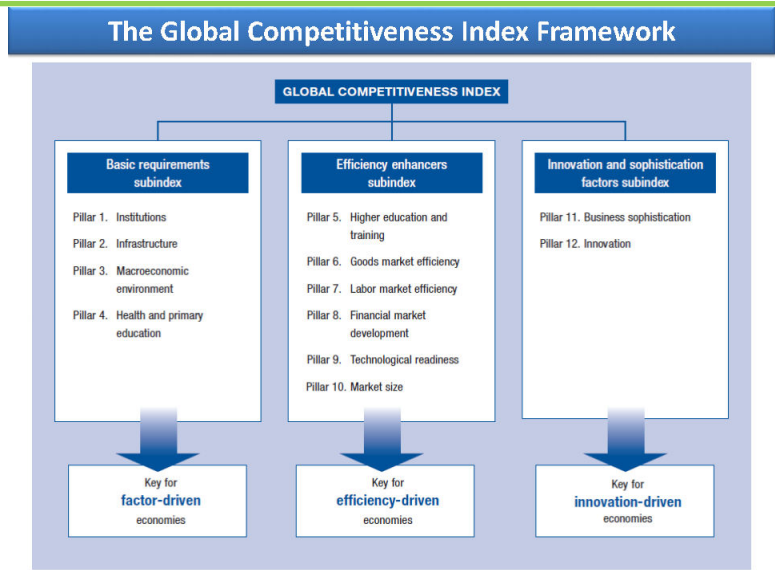 The Global Competitiveness Index Framework
GLOBAL COMPETITIVENESS INDEX
Basic requirements
subindex
Pillar 1. Institutions
Pillar 2. Infrastructure
Pillar 3. Macroeconomic
environment
Pillar 4. Health and primary
education
Key for
factor-driven
economies
Efficiency enhancers
subindex
Pillar 5. Higher education and
training
Pillar 6. Goods market efficiency
Pillar 7. Labor market efficiency
Pillar 8. Financial market
development
Pillar 9. Technological readiness
Pillar 10. Market size
Key for
efficiency-driven
economies
Innovation and sophistication
factors subindex
Pillar 11. Business sophistication
Pillar 12. Innovation
Key for
innovation-driven
economies